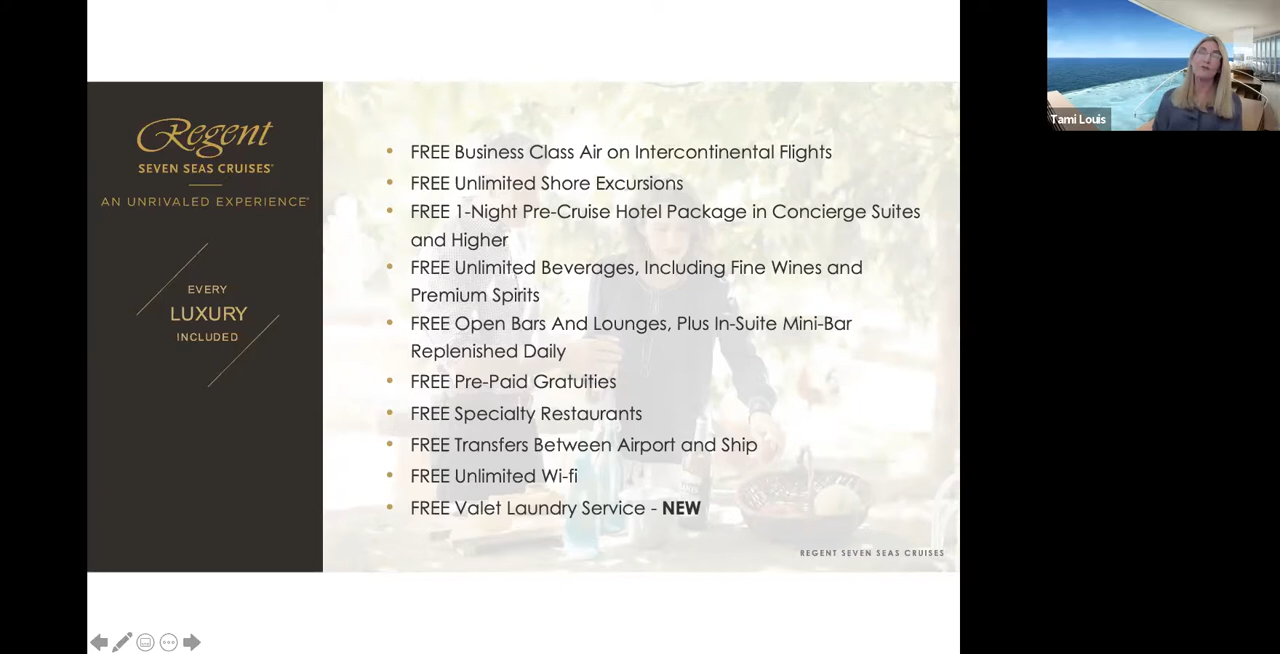 Regent
SEVEN SEAS CRUISES
AN UNRIVALED EXPERIENCE
EVERY
LUXURY
INCLUDED
• FREE Business Class Air on Intercontinental Flights
• FREE Unlimited Shore Excursions
• FREE 1-Night Pre-Cruise Hotel Package in Concierge Suites
and Higher
• FREE Unlimited Beverages, Including Fine Wines and
Premium Spirits
• FREE Open Bars And Lounges, Plus In-Suite Mini-Bar
Replenished Daily
• FREE Pre-Paid Gratuities
• FREE Specialty Restaurants
• FREE Transfers Between Airport and Ship
• FREE Unlimited Wi-fi
• FREE Valet Laundry Service - NEW
REGENT SEVEN SEAS CRUISES
Tami Louis